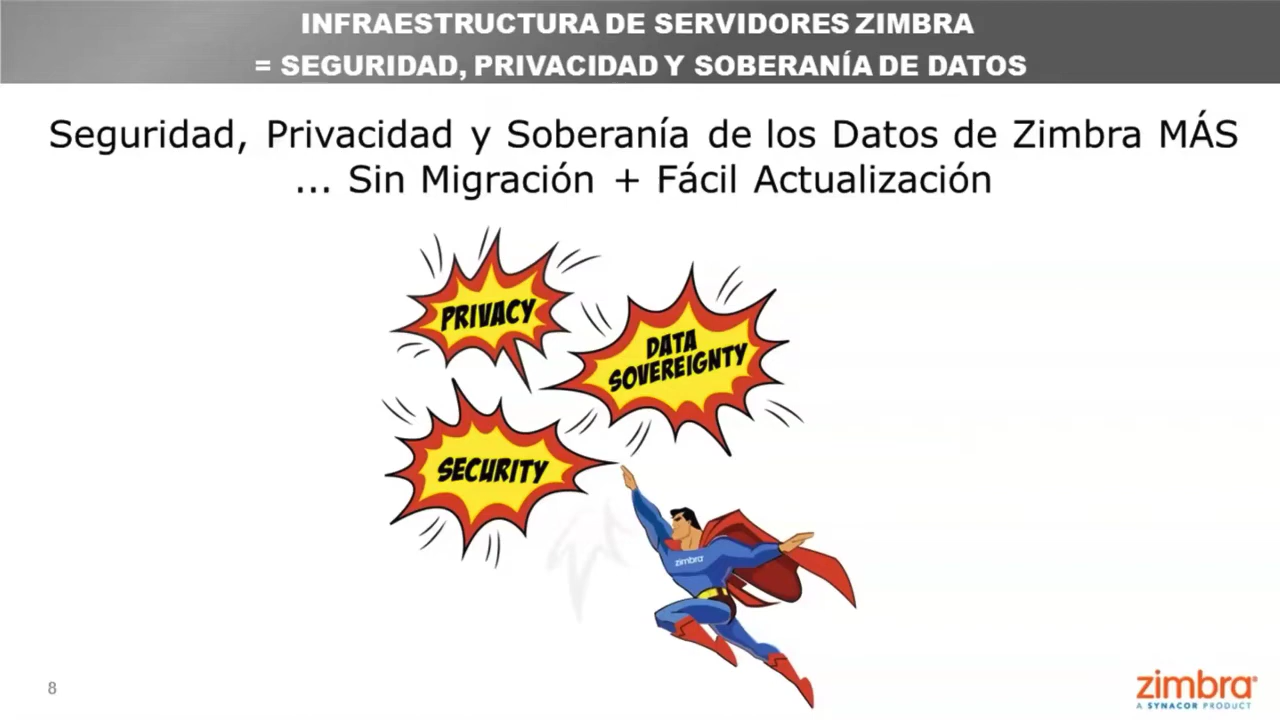 INFRAESTRUCTURA DE SERVIDORES ZIMBRA
= SEGURIDAD, PRIVACIDAD Y SOBERANÍA DE DATOS
Seguridad, Privacidad y Soberanía de los Datos de Zimbra MÁS
... Sin Migración + Fácil Actualización
PRIVACY
DATA
SOVEREIGNTY
SECURITY
zimbra
8
zimbra
A SYNACOR PRODUCT